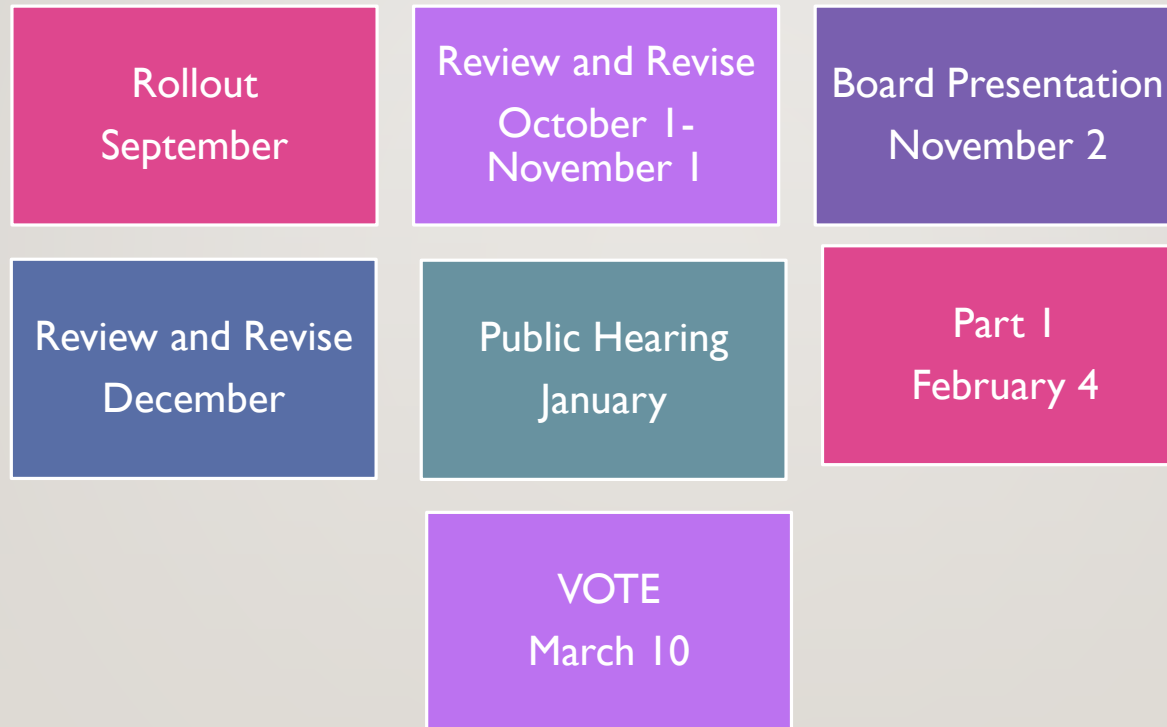 Rollout
September
Review and Revise
October 1-
November 1
Board Presentation
November 2
Review and Revise
December
Public Hearing
January
Part 1
February 4
VOTE
March 10